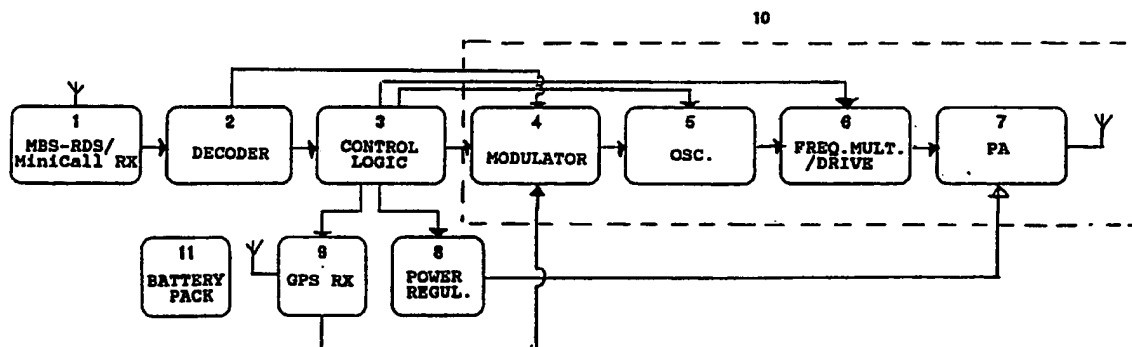 10
1
MBS-RDS/
MiniCall RX
2
DECODER
3
CONTROL
LOGIC
4
MODULATOR
5
OSC.
6
FREQ.MULT.
/DRIVE
7
PA
11
BATTERY
PACK
9
GPS RX
8
POWER
REGUL.